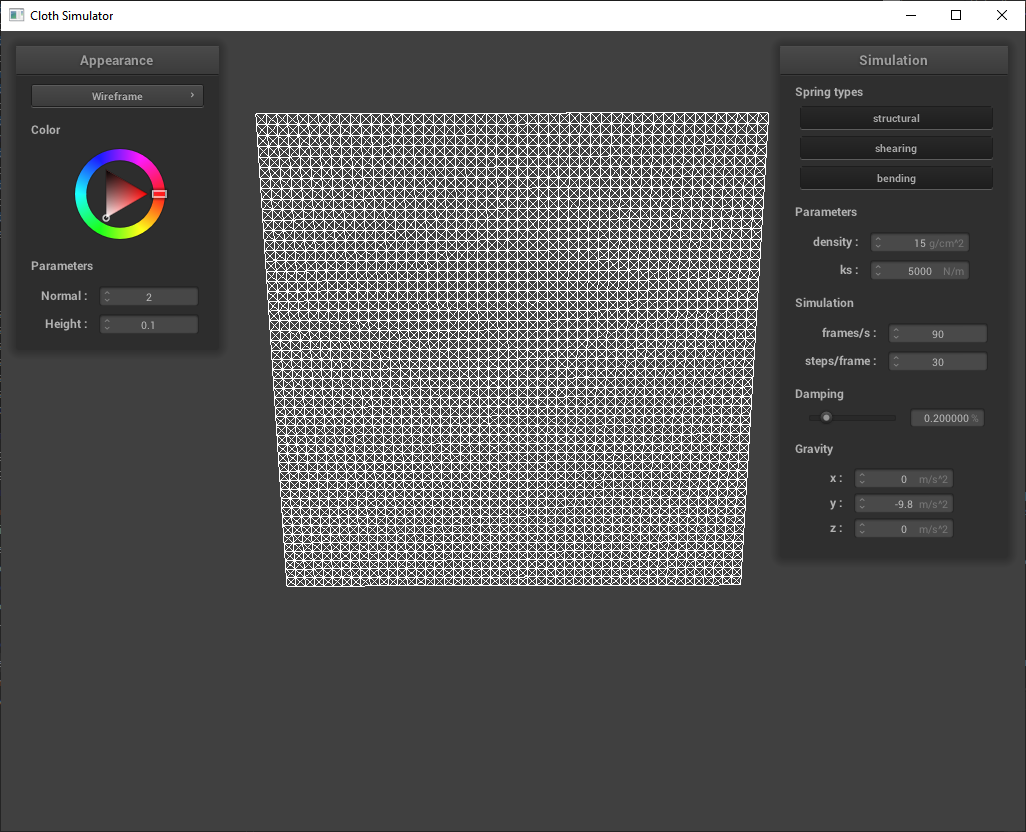 Cloth Simulator
Appearance
Wireframe
Color
Parameters
Normal : 2
Height : 0.1
Simulation
Spring types
structural
shearing
bending
Parameters
density : 15 g/cm^2
ks : 5000 N/m
Simulation
frames/s : 90
steps/frame : 30
Damping
0.200000 %
Gravity
x : 0 m/s^2
y : -9.8 m/s^2
z : 0 m/s^2